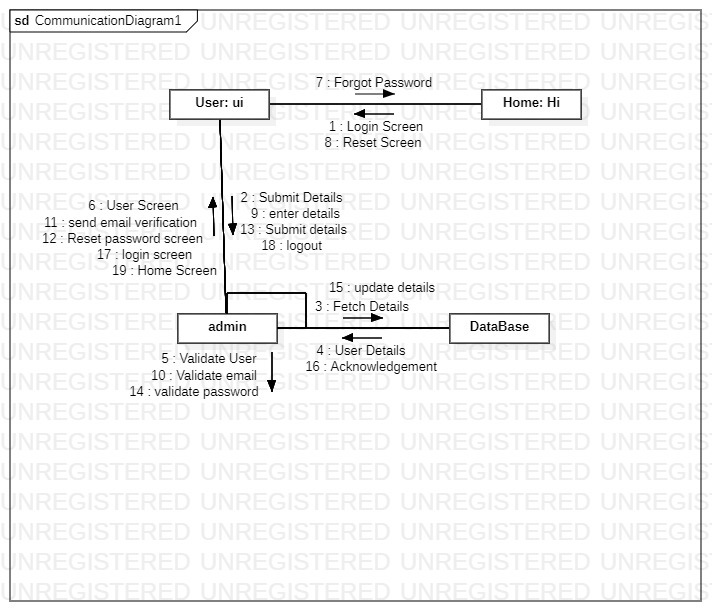 sd CommunicationDiagram1
7 : Forgot Password
User: ui
Home: Hi
1 : Login Screen
8 : Reset Screen
6 : User Screen
11 : send email verification
12 : Reset password screen
17 : login screen
19 : Home Screen
2 : Submit Details
9 : enter details
13 : Submit details
18 : logout
15 : update details
3 : Fetch Details
admin
DataBase
4 : User Details
16 : Acknowledgement
5 : Validate User
10 : Validate email
14 : validate password
UNREGISTERED